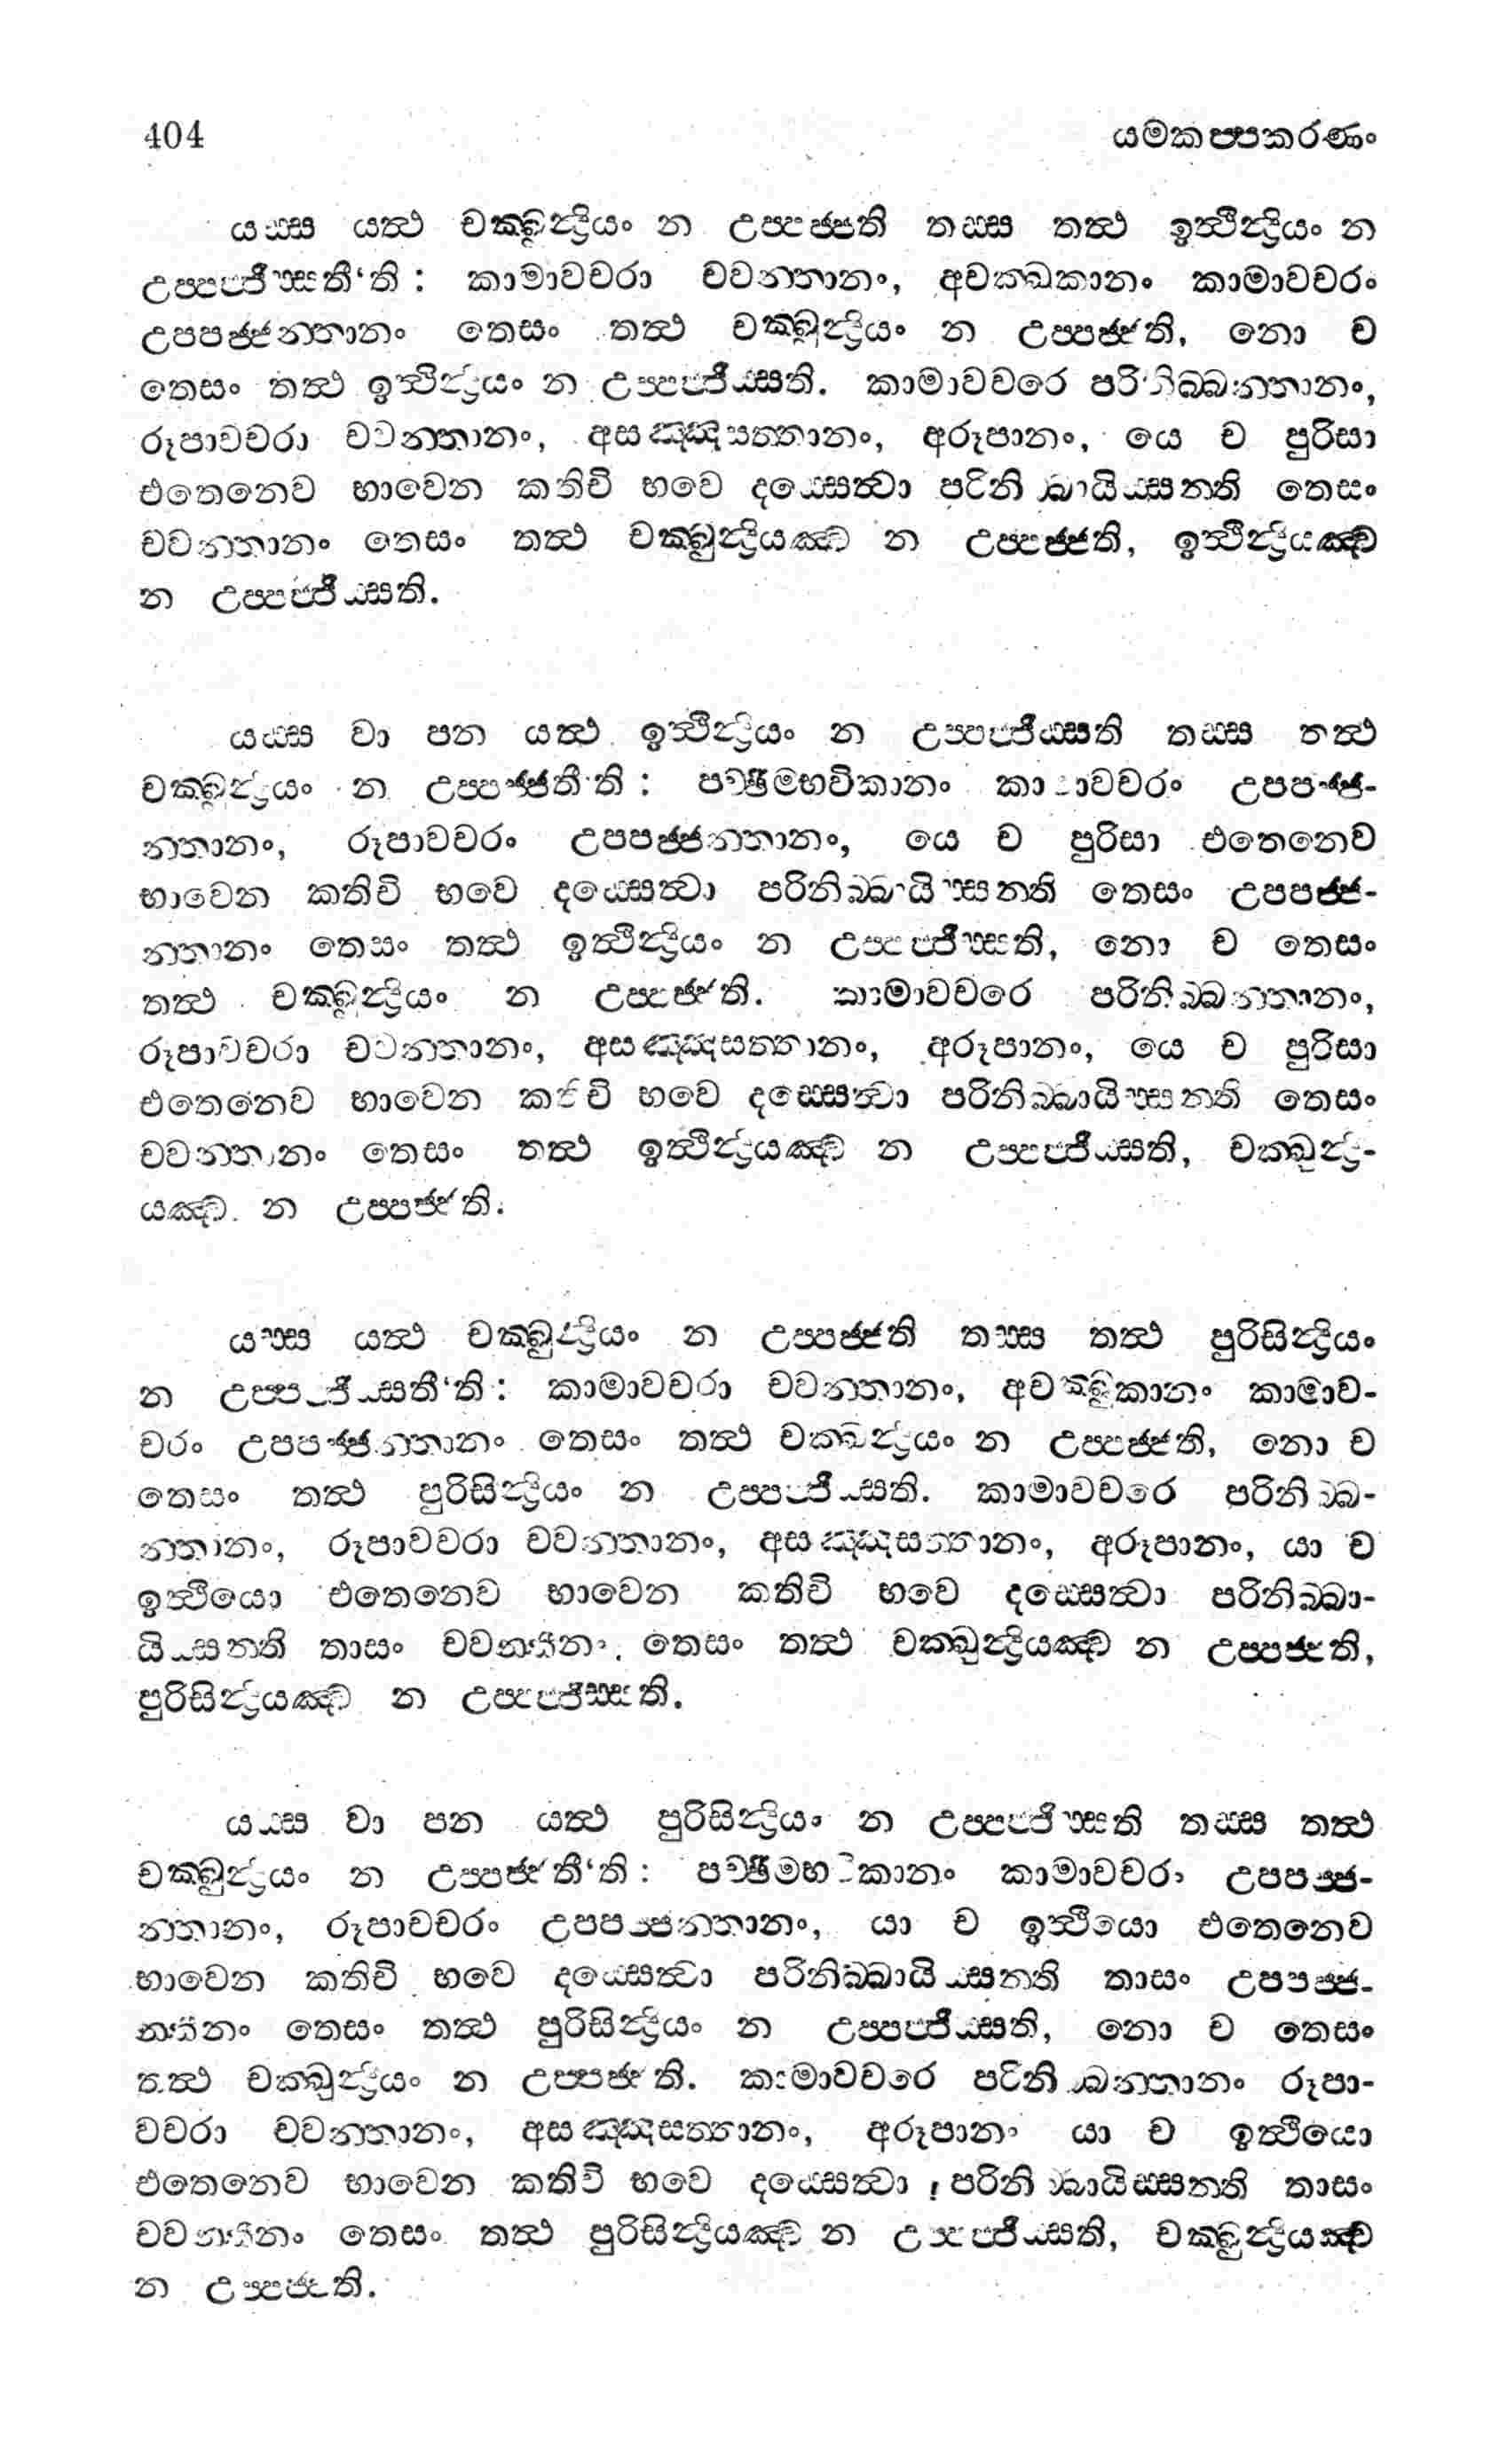 404 යමකප්පකරණං
යස්ස යත්ථ චක්ඛුන්ද්‍රියං න උප්පජ්ජති තස්ස තත්ථ ඉත්ථින්ද්‍රියං න
උප්පජ්ජිස්සතී‘ති : කාමාවචරා චවන්තානං, අචක්ඛුකානං කාමාවචරං
උපපජ්ජන්තානං තෙසං තත්ථ චක්ඛුන්ද්‍රියං න උප්පජ්ජති, නො ච
තෙසං තත්ථ ඉත්ථින්ද්‍රියං න උප්පජ්ජිස්සති. කාමාවචරෙ පරිනිබ්බන්තානං,
රූපාවචරා චවන්තානං, අසඤ්ඤසත්තානං, අරූපානං, යෙ ච පුරිසා
එතෙනෙව භාවෙන කතිචි භවෙ දස්සෙත්වා පරිනිබ්බායිස්සන්ති තෙසං
චවන්තානං තෙසං තත්ථ චක්ඛුන්ද්‍රියඤ්ච න උප්පජ්ජති, ඉත්ථින්ද්‍රියඤ්ච
න උප්පජ්ජිස්සති.
යස්ස වා පන යත්ථ ඉත්ථින්ද්‍රියං න උප්පජ්ජිස්සති තස්ස තත්ථ
චක්ඛුන්ද්‍රියං න උප්පජ්ජතී‘ති : පච්ඡිමභවිකානං කාමාවචරං උපපජ්ජ-
න්තානං, රූපාවචරං උපපජ්ජන්තානං, යෙ ච පුරිසා එතෙනෙව
භාවෙන කතිචි භවෙ දස්සෙත්වා පරිනිබ්බායිස්සන්ති තෙසං උපපජ්ජ-
න්තානං තෙසං තත්ථ ඉත්ථින්ද්‍රියං න උප්පජ්ජිස්සති, නො ච තෙසං
තත්ථ චක්ඛුන්ද්‍රියං න උප්පජ්ජති. කාමාවචරෙ පරිනිබ්බන්තානං,
රූපාවචරා චවන්තානං, අසඤ්ඤසත්තානං, අරූපානං, යෙ ච පුරිසා
එතෙනෙව භාවෙන කතිචි භවෙ දස්සෙත්වා පරිනිබ්බායිස්සන්ති තෙසං
චවන්තානං තෙසං තත්ථ ඉත්ථින්ද්‍රියඤ්ච න උප්පජ්ජිස්සති, චක්ඛුන්ද්‍රි-
යඤ්ච න උප්පජ්ජති.
යස්ස යත්ථ චක්ඛුන්ද්‍රියං න උප්පජ්ජති තස්ස තත්ථ පුරිසින්ද්‍රියං
න උප්පජ්ජිස්සතී‘ති : කාමාවචරා චවන්තානං, අචක්ඛුකානං කාමාව-
චරං උපපජ්ජන්තානං තෙසං තත්ථ චක්ඛුන්ද්‍රියං න උප්පජ්ජති, නො ච
තෙසං තත්ථ පුරිසින්ද්‍රියං න උප්පජ්ජිස්සති. කාමාවචරෙ පරිනිබ්බ-
න්තානං, රූපාවචරා චවන්තානං, අසඤ්ඤසත්තානං, අරූපානං, යා ච
ඉත්ථියො එතෙනෙව භාවෙන කතිචි භවෙ දස්සෙත්වා පරිනිබ්බා-
යිස්සන්ති තාසං චවන්තීනං තෙසං තත්ථ චක්ඛුන්ද්‍රියඤ්ච න උප්පජ්ජති,
පුරිසින්ද්‍රියඤ්ච න උප්පජ්ජිස්සති.
යස්ස වා පන යත්ථ පුරිසින්ද්‍රියං න උප්පජ්ජිස්සති තස්ස තත්ථ
චක්ඛුන්ද්‍රියං න උප්පජ්ජතී‘ති : පච්ඡිමභවිකානං කාමාවචරං උපපජ්ජ-
න්තානං, රූපාවචරං උපපජ්ජන්තානං, යා ච ඉත්ථියො එතෙනෙව
භාවෙන කතිචි භවෙ දස්සෙත්වා පරිනිබ්බායිස්සන්ති තාසං උපපජ්ජ-
න්තීනං තෙසං තත්ථ පුරිසින්ද්‍රියං න උප්පජ්ජිස්සති, නො ච තෙසං
තත්ථ චක්ඛුන්ද්‍රියං න උප්පජ්ජති. කාමාවචරෙ පරිනිබ්බන්තානං රූපා-
වචරා චවන්තානං, අසඤ්ඤසත්තානං, අරූපානං යා ච ඉත්ථියො
එතෙනෙව භාවෙන කතිචි භවෙ දස්සෙත්වා පරිනිබ්බායිස්සන්ති තාසං
චවන්තීනං තෙසං තත්ථ පුරිසින්ද්‍රියඤ්ච න උප්පජ්ජිස්සති, චක්ඛුන්ද්‍රියඤ්ච
න උප්පජ්ජති.